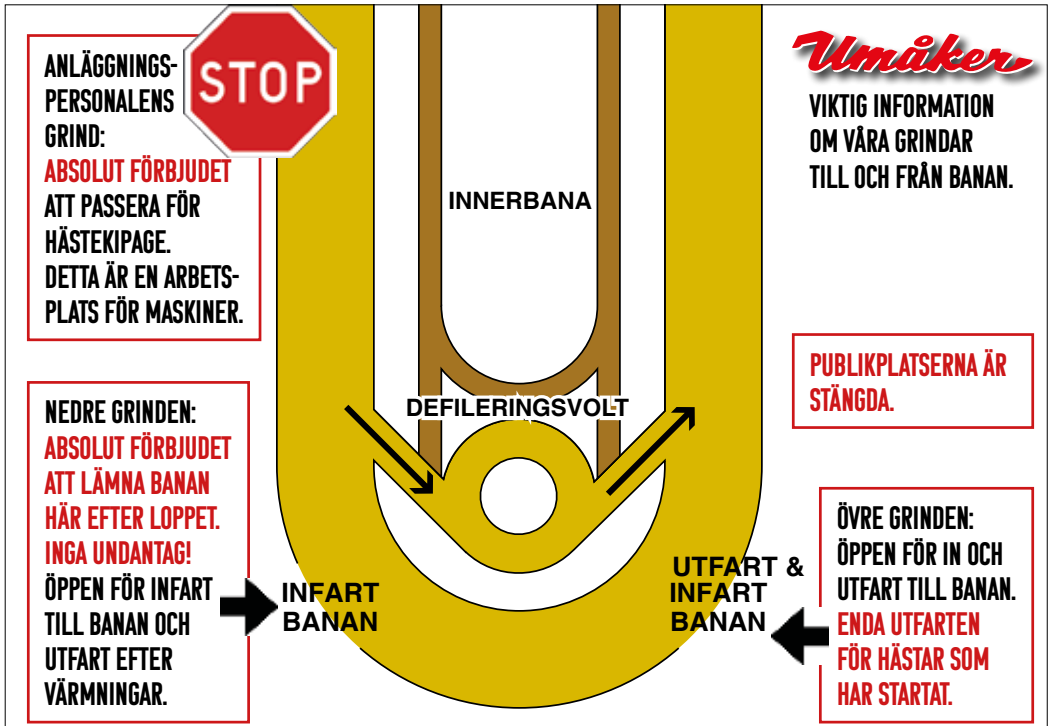 ANLÄGGNINGS-
PERSONALENS
GRIND:
ABSOLUT FÖRBJUDET
ATT PASSERA FÖR
HÄSTEKIPAGE.
DETTA ÄR EN ARBETS-
PLATS FÖR MASKINER.
STOP
Umåker
VIKTIG INFORMATION
OM VÅRA GRINDAR
TILL OCH FRÅN BANAN.
INNERBANA
DEFILERINGSVOLT
PUBLIKPLATSERNA ÄR
STÄNGDA.
NEDRE GRINDEN:
ABSOLUT FÖRBJUDET
ATT LÄMNA BANAN
HÄR EFTER LOPPET.
INGA UNDANTAG!
ÖPPEN FÖR INFART
TILL BANAN OCH
UTFART EFTER
VÄRMNINGAR.
INFART
BANAN
UTFART &
INFART
BANAN
ÖVRE GRINDEN:
ÖPPEN FÖR IN OCH
UTFART TILL BANAN.
ENDA UTFARTEN
FÖR HÄSTAR SOM
HAR STARTAT.